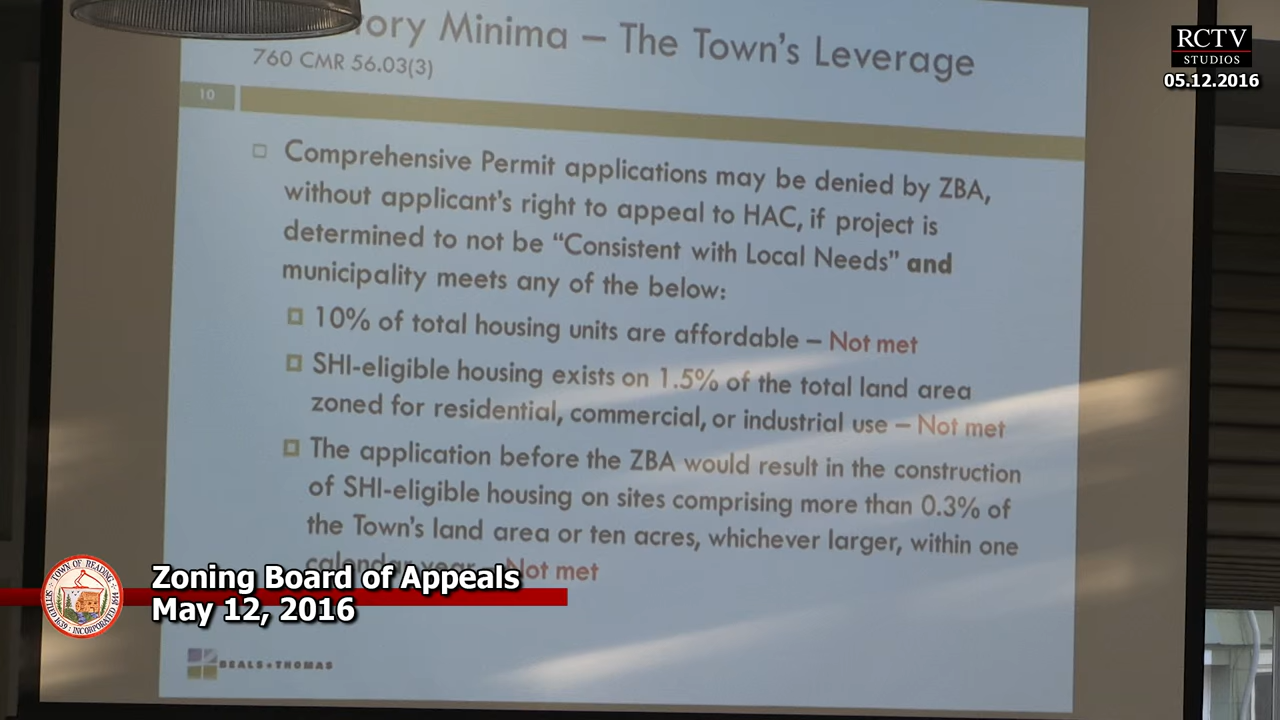 ory Minima – The Town's Leverage
760 CMR 56.03(3)
10
Comprehensive Permit applications may be denied by ZBA,
without applicant's right to appeal to HAC, if project is
determined to not be “Consistent with Local Needs” and
municipality meets any of the below:
10% of total housing units are affordable – Not met
SHI-eligible housing exists on 1.5% of the total land area
zoned for residential, commercial, or industrial use – Not met
The application before the ZBA would result in the construction
of SHI-eligible housing on sites comprising more than 0.3% of
the Town's land area or ten acres, whichever larger, within one
calendar year – Not met
BEALS+THOMAS
RCTV
STUDIOS
05.12.2016
TOWN OF READING
Zoning Board of Appeals
May 12, 2016